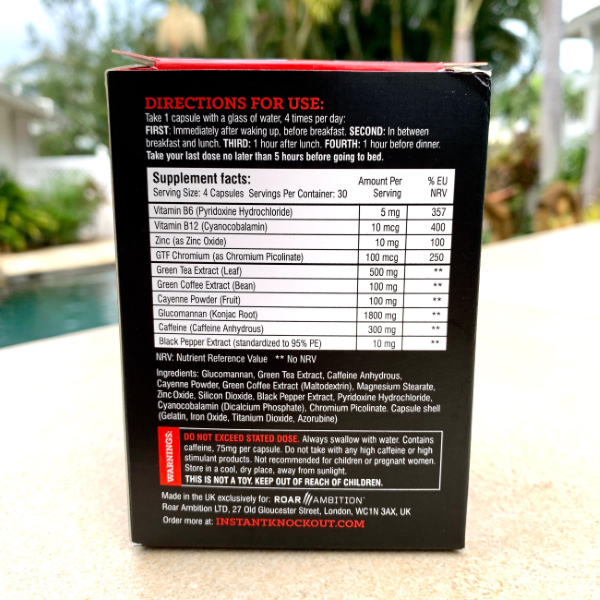 DIRECTIONS FOR USE:
Take 1 capsule with a glass of water, 4 times per day:
FIRST: Immediately after waking up, before breakfast. SECOND: In between
breakfast and lunch. THIRD: 1 hour after lunch. FOURTH: 1 hour before dinner.
Take your last dose no later than 5 hours before going to bed.
Supplement facts: Amount Per % EU
Serving Size: 4 Capsules Servings Per Container: 30 Serving NRV
Vitamin B6 (Pyridoxine Hydrochloride) 5 mg 357
Vitamin B12 (Cyanocobalamin) 10 mcg 400
Zinc (as Zinc Oxide) 10 mg 100
GTF Chromium (as Chromium Picolinate) 100 mcg 250
Green Tea Extract (Leaf) 500 mg **
Green Coffee Extract (Bean) 100 mg **
Cayenne Powder (Fruit) 100 mg **
Glucomannan (Konjac Root) 1800 mg **
Caffeine (Caffeine Anhydrous) 300 mg **
Black Pepper Extract (standardized to 95% PE) 10 mg **
NRV: Nutrient Reference Value ** No NRV
Ingredients: Glucomannan, Green Tea Extract, Caffeine Anhydrous,
Cayenne Powder, Green Coffee Extract (Maltodextrin), Magnesium Stearate,
Zinc Oxide, Silicon Dioxide, Black Pepper Extract, Pyridoxine Hydrochloride,
Cyanocobalamin (Dicalcium Phosphate), Chromium Picolinate. Capsule shell
(Gelatin, Iron Oxide, Titanium Dioxide, Azorubine)
WARNINGS:
DO NOT EXCEED STATED DOSE. Always swallow with water. Contains
caffeine, 75mg per capsule. Do not take with any high caffeine or high
stimulant products. Not recommended for children or pregnant women.
Store in a cool, dry place, away from sunlight.
THIS IS NOT A TOY. KEEP OUT OF REACH OF CHILDREN.
Made in the UK exclusively for: ROAR AMBITION™
Roar Ambition LTD, 27 Old Gloucester Street, London, WC1N 3AX, UK
Order more at: INSTANTKNOCKOUT.COM